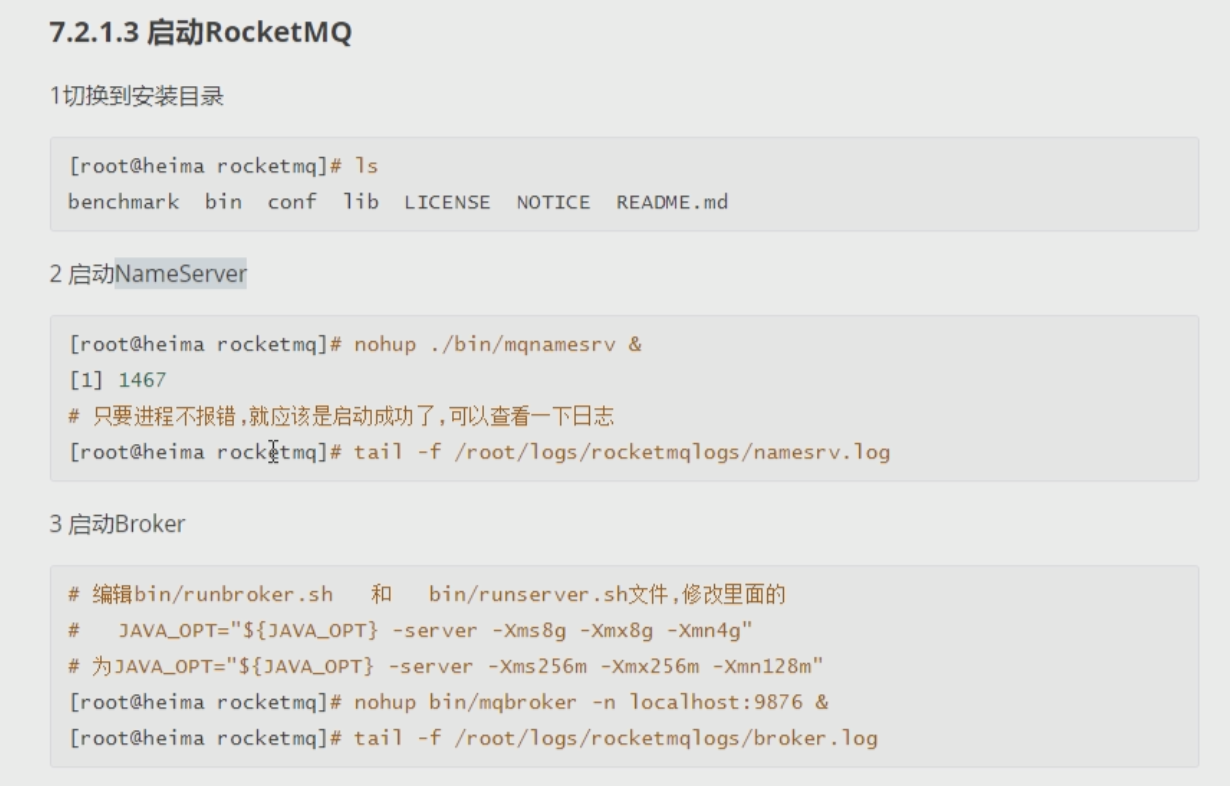 7.2.1.3 启动RocketMQ
1切换到安装目录
[root@heima rocketmq]# ls
benchmark  bin  conf  lib  LICENSE  NOTICE  README.md
2 启动NameServer
[root@heima rocketmq]# nohup ./bin/mqnamesrv &
[1] 1467
# 只要进程不报错,就应该是启动成功了,可以查看一下日志
[root@heima rocketmq]# tail -f /root/logs/rocketmqlogs/namesrv.log
3 启动Broker
# 编辑bin/runbroker.sh   和   bin/runserver.sh文件,修改里面的
#   JAVA_OPT="${JAVA_OPT} -server -Xms8g -Xmx8g -Xmn4g"
# 为JAVA_OPT="${JAVA_OPT} -server -Xms256m -Xmx256m -Xmn128m"
[root@heima rocketmq]# nohup bin/mqbroker -n localhost:9876 &
[root@heima rocketmq]# tail -f /root/logs/rocketmqlogs/broker.log